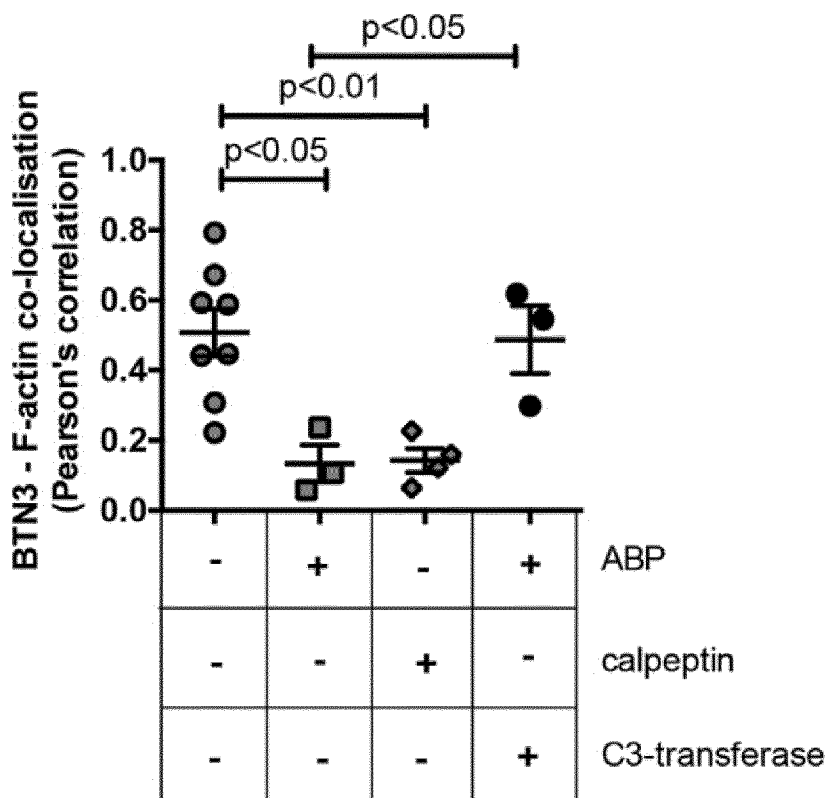 p<0.05
p<0.01
p<0.05
BTN3 - F-actin co-localisation
(Pearson's correlation)
1.0
0.8
0.6
0.4
0.2
0.0
- + - + ABP
- - + - calpeptin
- - - + C3-transferase